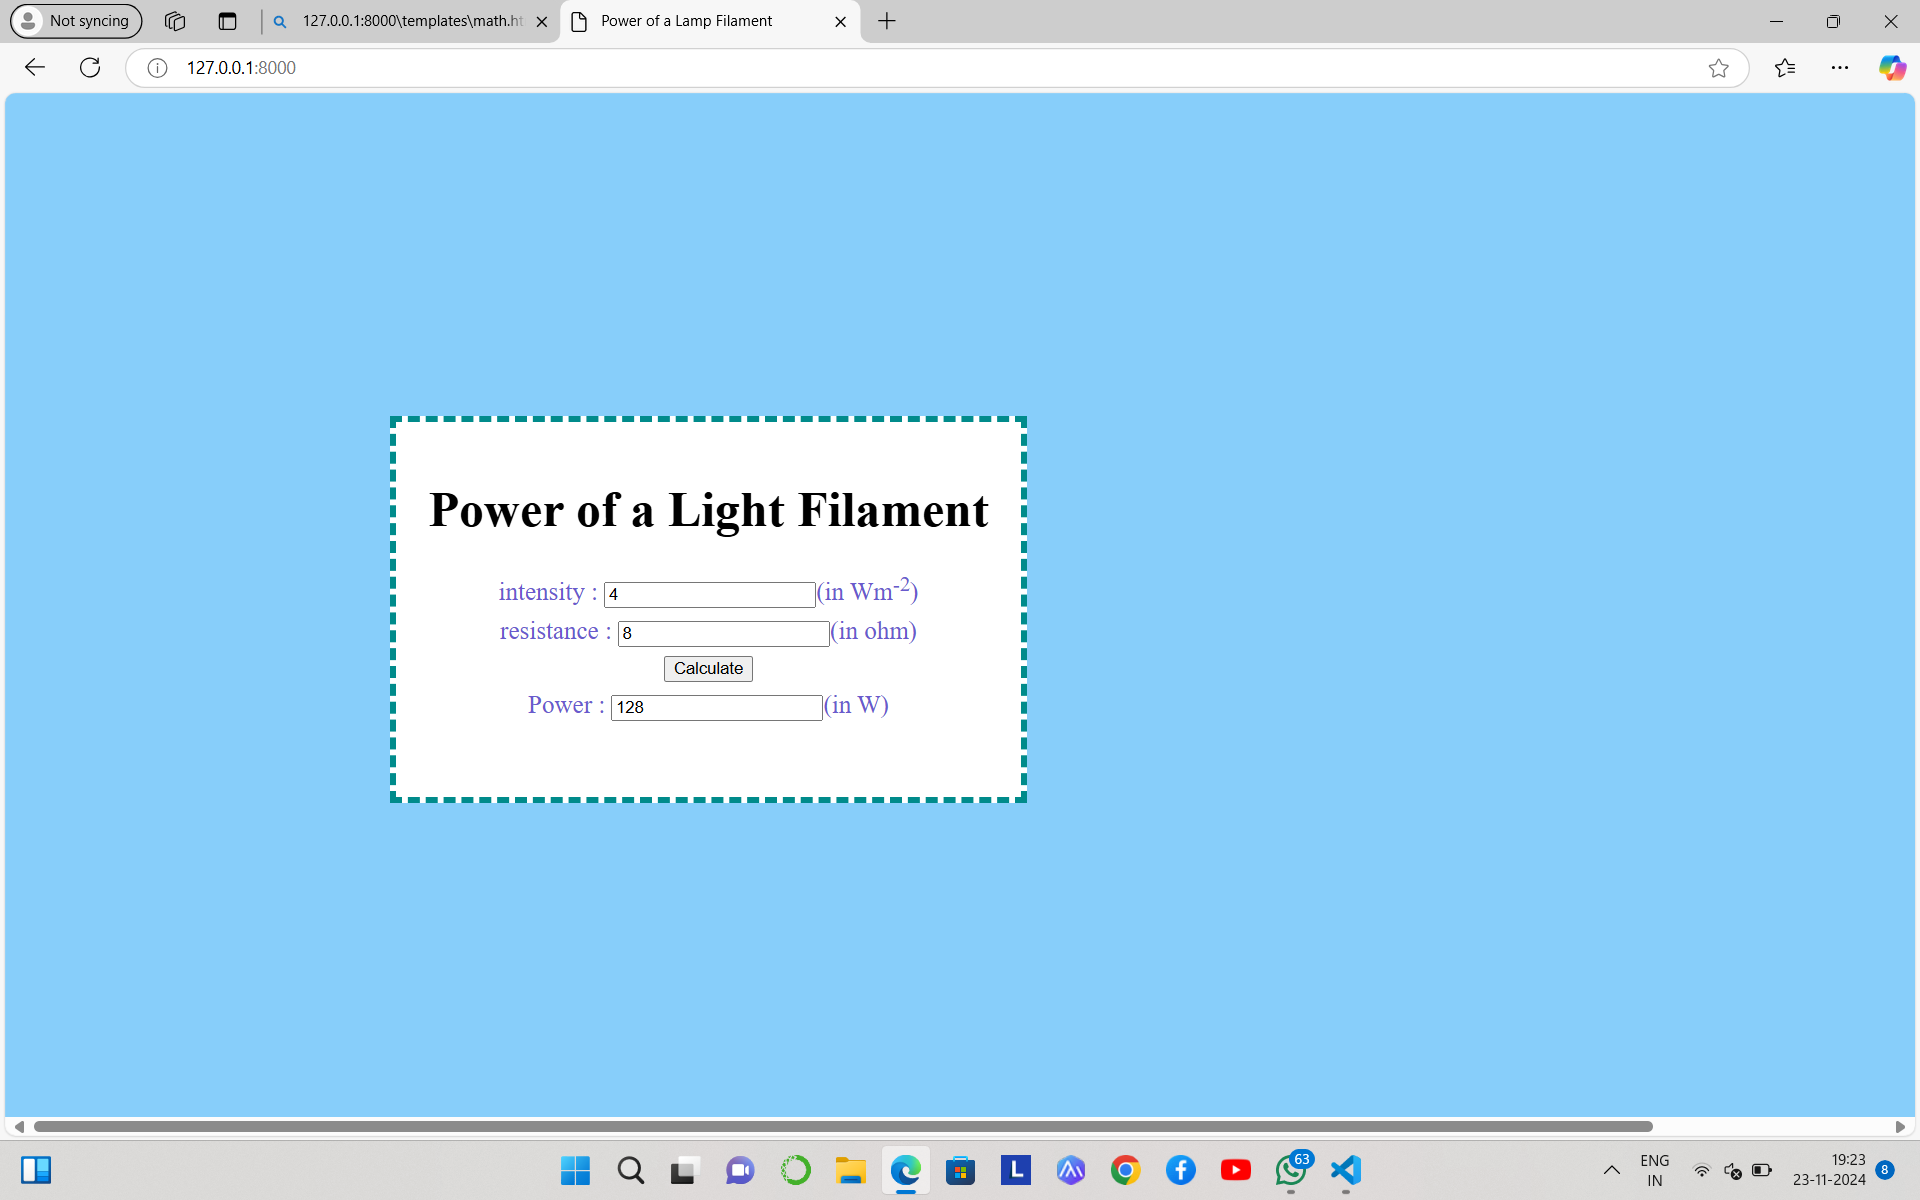 Not syncing
127.0.0.1:8000\templates\math.ht
Power of a Lamp Filament
127.0.0.1:8000
Power of a Light Filament
intensity : 4 (in Wm-2)
resistance : 8 (in ohm)
Calculate
Power : 128 (in W)
L
63
ENG
IN
19:23
23-11-2024
8